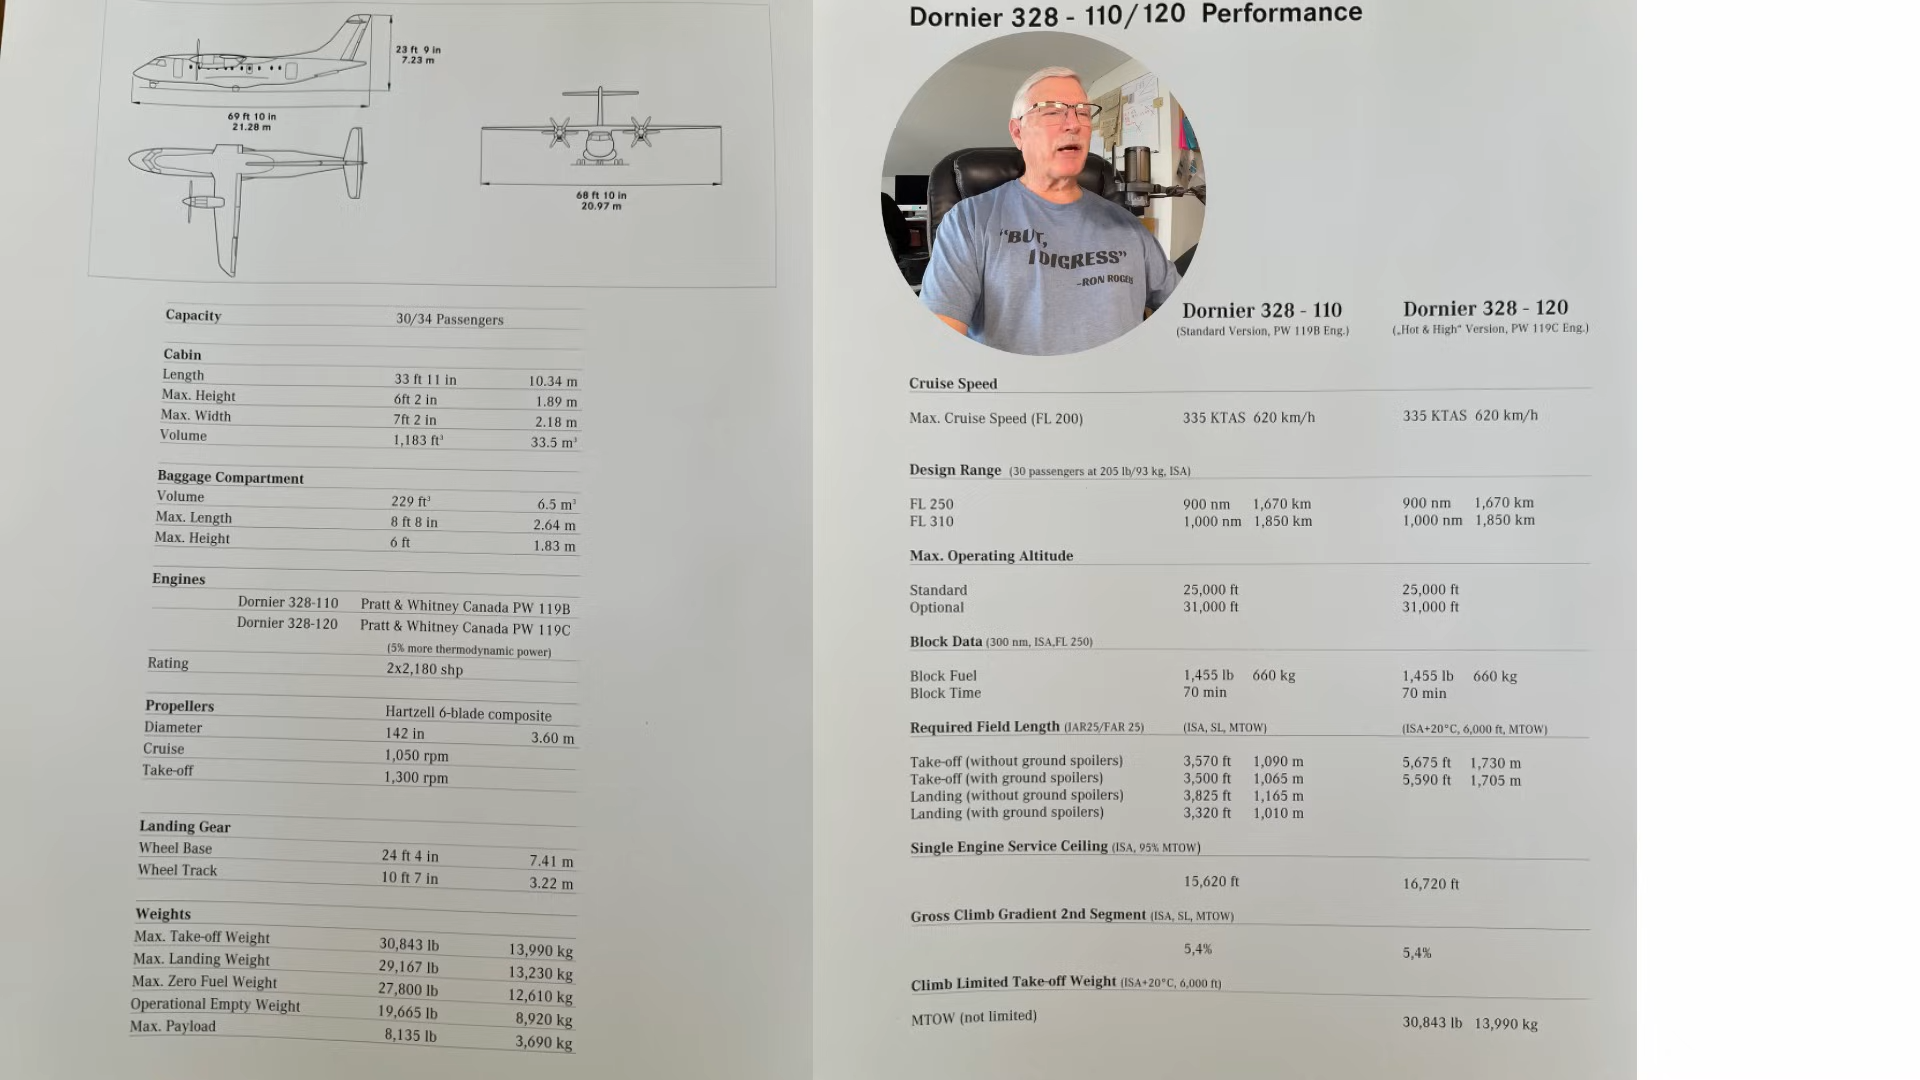 23 ft 9 in
7.23 m
69 ft 10 in
21.28 m
68 ft 10 in
20.97 m
Capacity 30/34 Passengers
Cabin
Length 33 ft 11 in 10.34 m
Max. Height 6ft 2 in 1.89 m
Max. Width 7ft 2 in 2.18 m
Volume 1,183 ft³ 33.5 m³
Baggage Compartment
Volume 229 ft³ 6.5 m³
Max. Length 8 ft 8 in 2.64 m
Max. Height 6 ft 1.83 m
Engines
Dornier 328-110 Pratt & Whitney Canada PW 119B
Dornier 328-120 Pratt & Whitney Canada PW 119C
(5% more thermodynamic power)
Rating 2x2,180 shp
Propellers Hartzell 6-blade composite
Diameter 142 in 3.60 m
Cruise 1,050 rpm
Take-off 1,300 rpm
Landing Gear
Wheel Base 24 ft 4 in 7.41 m
Wheel Track 10 ft 7 in 3.22 m
Weights
Max. Take-off Weight 30,843 lb 13,990 kg
Max. Landing Weight 29,167 lb 13,230 kg
Max. Zero Fuel Weight 27,800 lb 12,610 kg
Operational Empty Weight 19,665 lb 8,920 kg
Max. Payload 8,135 lb 3,690 kg
Dornier 328 - 110/120 Performance
"BUT,
I DIGRESS"
-RON ROGERS
Dornier 328 - 110 Dornier 328 - 120
(Standard Version, PW 119B Eng.) („Hot & High" Version, PW 119C Eng.)
Cruise Speed
Max. Cruise Speed (FL 200) 335 KTAS 620 km/h 335 KTAS 620 km/h
Design Range (30 passengers at 205 lb/93 kg, ISA)
FL 250 900 nm 1,670 km 900 nm 1,670 km
FL 310 1,000 nm 1,850 km 1,000 nm 1,850 km
Max. Operating Altitude
Standard 25,000 ft 25,000 ft
Optional 31,000 ft 31,000 ft
Block Data (300 nm, ISA,FL 250)
Block Fuel 1,455 lb 660 kg 1,455 lb 660 kg
Block Time 70 min 70 min
Required Field Length (JAR25/FAR 25) (ISA, SL, MTOW) (ISA+20°C, 6,000 ft, MTOW)
Take-off (without ground spoilers) 3,570 ft 1,090 m 5,675 ft 1,730 m
Take-off (with ground spoilers) 3,500 ft 1,065 m 5,590 ft 1,705 m
Landing (without ground spoilers) 3,825 ft 1,165 m
Landing (with ground spoilers) 3,320 ft 1,010 m
Single Engine Service Ceiling (ISA, 95% MTOW)
15,620 ft 16,720 ft
Gross Climb Gradient 2nd Segment (ISA, SL, MTOW)
5,4% 5,4%
Climb Limited Take-off Weight (ISA+20°C, 6,000 ft)
MTOW (not limited) 30,843 lb 13,990 kg